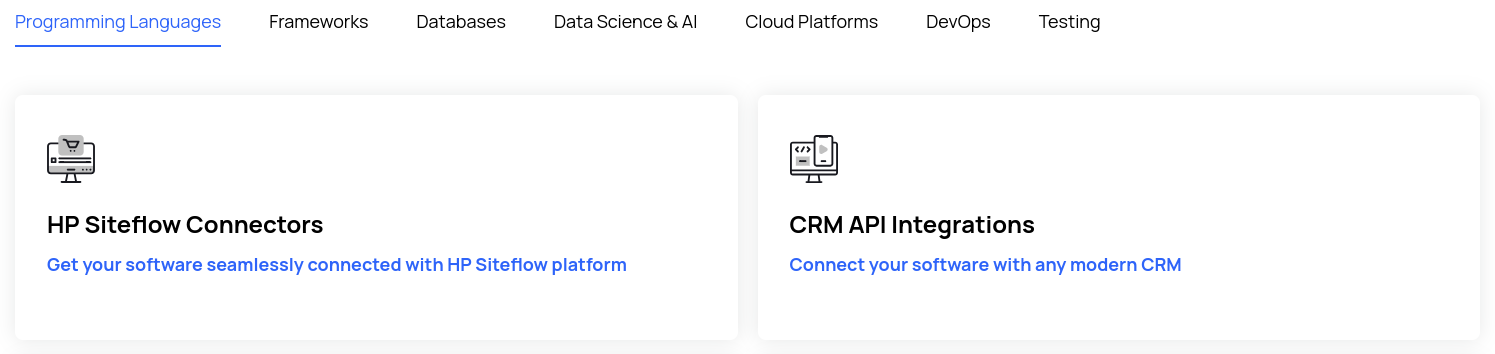 Programming Languages Frameworks Databases Data Science & AI Cloud Platforms DevOps Testing
HP Siteflow Connectors
Get your software seamlessly connected with HP Siteflow platform
CRM API Integrations
Connect your software with any modern CRM